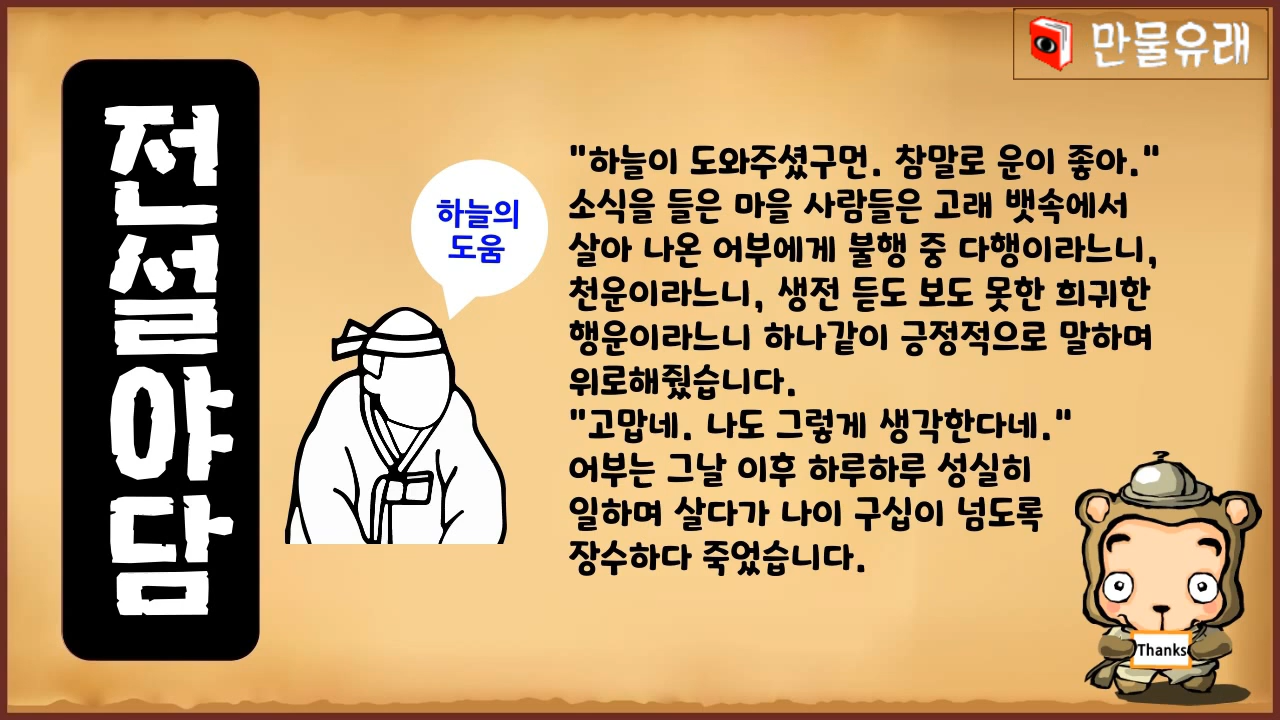 만물유래
전설야담
하늘의
도움
"하늘이 도와주셨구먼. 참말로 운이 좋아."
소식을 들은 마을 사람들은 고래 뱃속에서
살아 나온 어부에게 불행 중 다행이라느니,
천운이라느니, 생전 듣도 보도 못한 희귀한
행운이라느니 하나같이 긍정적으로 말하며
위로해줬습니다.
"고맙네. 나도 그렇게 생각한다네."
어부는 그날 이후 하루하루 성실히
일하며 살다가 나이 구십이 넘도록
장수하다 죽었습니다.
Thanks